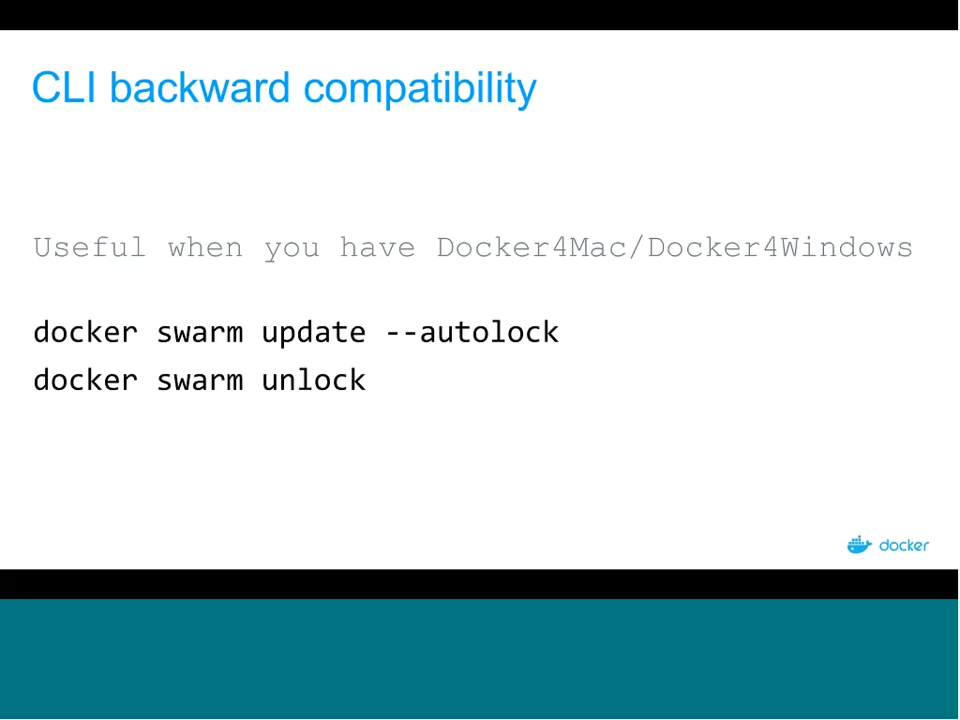 CLI backward compatibility
Useful when you have Docker4Mac/Docker4Windows
docker swarm update --autolock
docker swarm unlock
docker